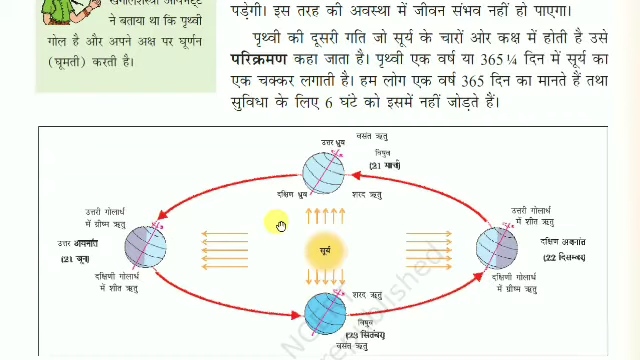 ने बताया था कि पृथ्वी
गोल है और अपने अक्ष पर घूर्णन
(घूमती) करती है।
पड़ेगी। इस तरह की अवस्था में जीवन संभव नहीं हो पाएगा।
पृथ्वी की दूसरी गति जो सूर्य के चारों ओर कक्ष में होती है उसे
परिक्रमण कहा जाता है। पृथ्वी एक वर्ष या 365¼ दिन में सूर्य का
एक चक्कर लगाती है। हम लोग एक वर्ष 365 दिन का मानते हैं तथा
सुविधा के लिए 6 घंटे को इसमें नहीं जोड़ते हैं।
वसंत ऋतु
उत्तर ध्रुव
विषुव
(21 मार्च)
दक्षिण ध्रुव
शरद ऋतु
उत्तरी गोलार्ध
में ग्रीष्म ऋतु
उत्तर अयनांत
(21 जून)
दक्षिणी गोलार्ध
में शीत ऋतु
सूर्य
उत्तरी गोलार्ध
में शीत ऋतु
दक्षिण अयनांत
(22 दिसम्बर)
दक्षिणी गोलार्ध
में ग्रीष्म ऋतु
शरद ऋतु
विषुव
(23 सितंबर)
वसंत ऋतु